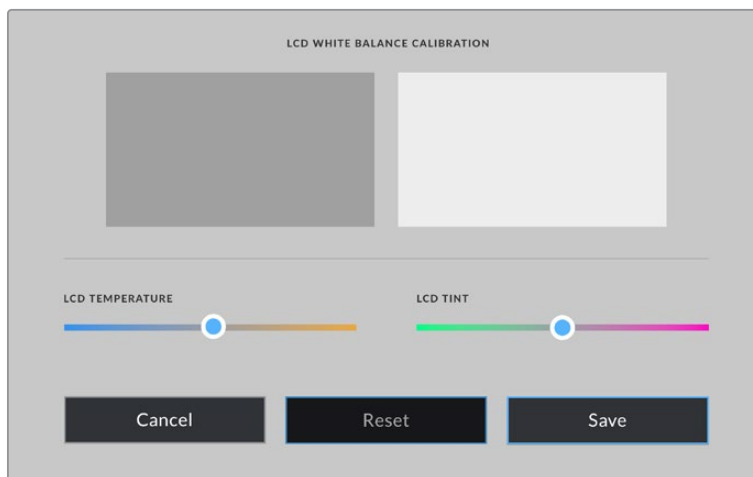 LCD WHITE BALANCE CALIBRATION
LCD TEMPERATURE
LCD TINT
Cancel
Reset
Save